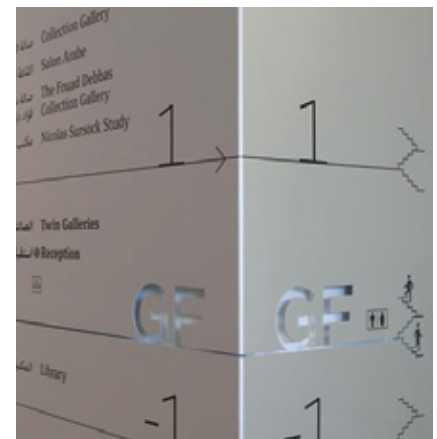 Collection Gallery
Salon Arabe
The Fouad Debbas
Collection Gallery
Nicolas Sursock Study
1
1
Twin Galleries
Reception
GF
GF
Library
-1
-1